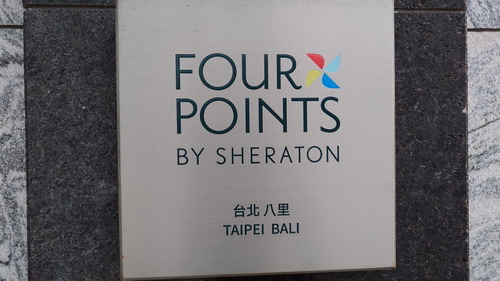 FOUR
POINTS
BY SHERATON
台北 八里
TAIPEI BALI